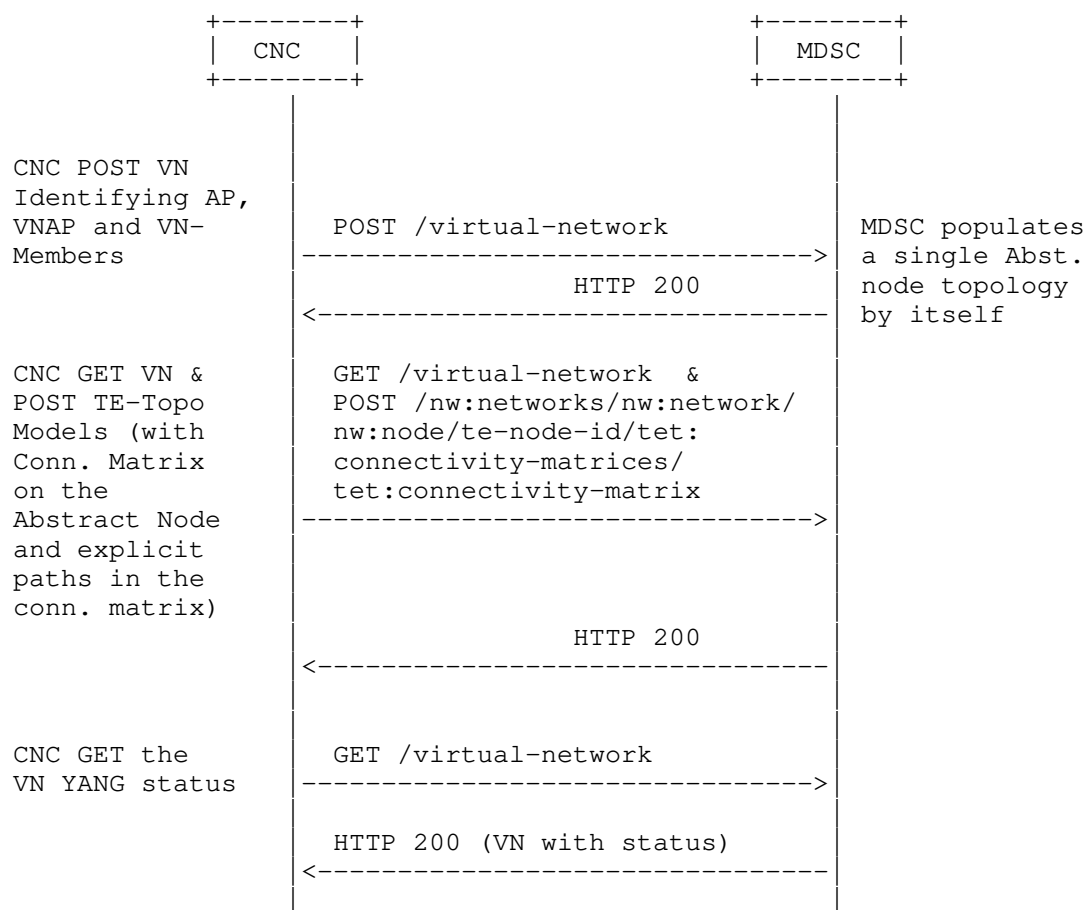 CNC
MDSC
CNC POST VN
Identifying AP,
VNAP and VN-
Members
POST /virtual-network
MDSC populates
a single Abst.
node topology
by itself
HTTP 200
CNC GET VN &
POST TE-Topo
Models (with
Conn. Matrix
on the
Abstract Node
and explicit
paths in the
conn. matrix)
GET /virtual-network &
POST /nw:networks/nw:network/
nw:node/te-node-id/tet:
connectivity-matrices/
tet:connectivity-matrix
HTTP 200
CNC GET the
VN YANG status
GET /virtual-network
HTTP 200 (VN with status)